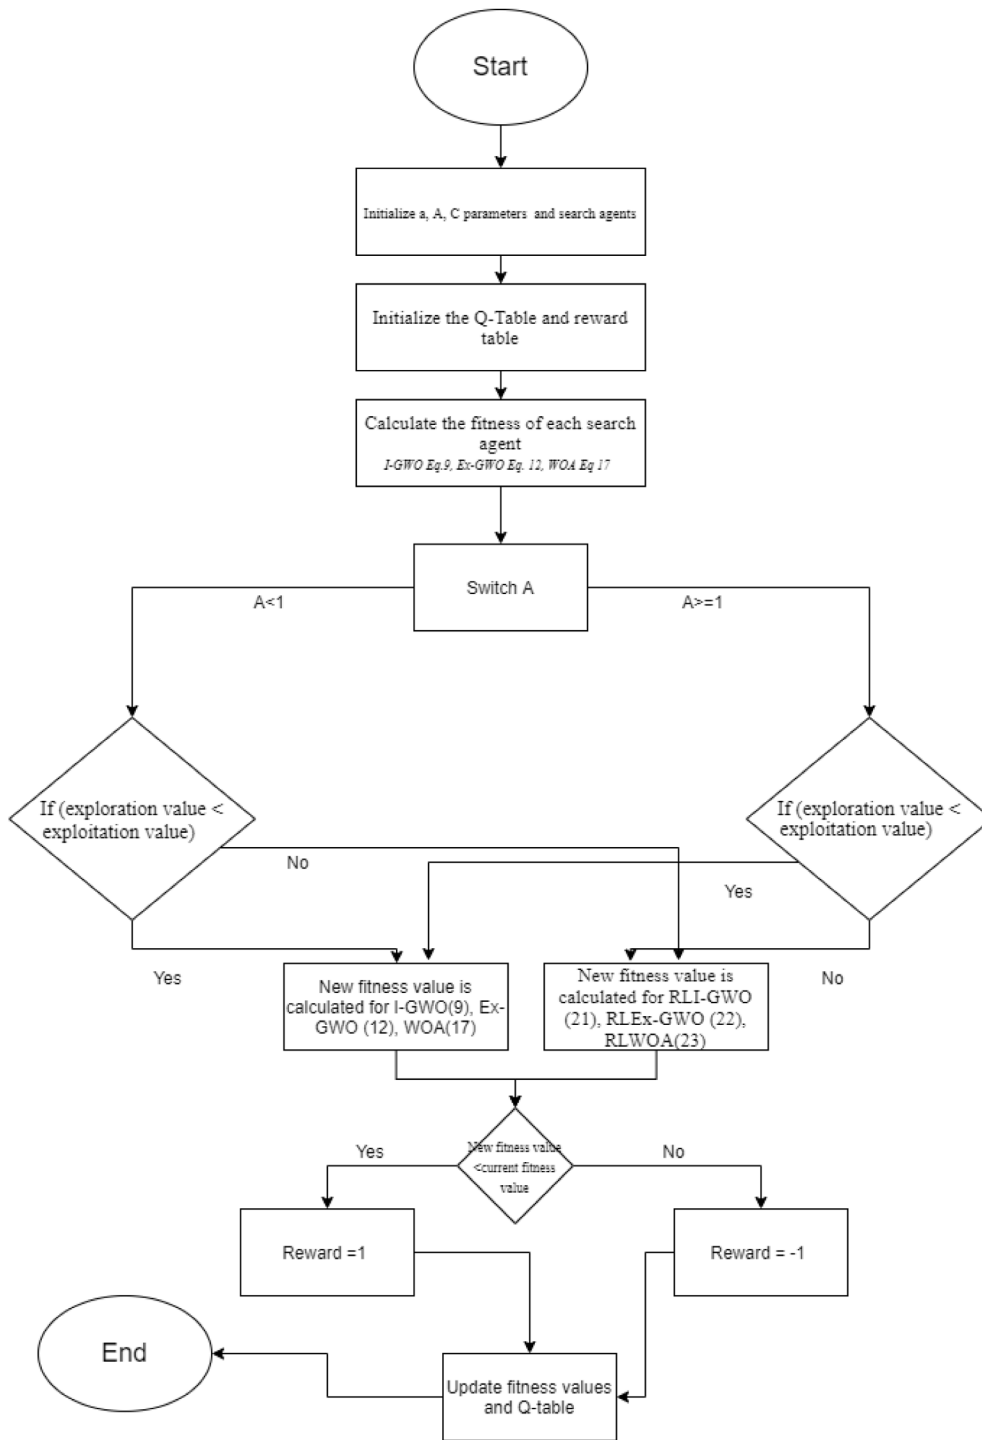 Start
Initialize a, A, C parameters and search agents
Initialize the Q-Table and reward
table
Calculate the fitness of each search
agent
I-GWO Eq.9, Ex-GWO Eq. 12, WOA Eq 17
Switch A
A<1
A>=1
If (exploration value <
exploitation value)
If (exploration value <
exploitation value)
No
Yes
Yes
No
New fitness value is
calculated for I-GWO(9), Ex-
GWO (12), WOA(17)
New fitness value is
calculated for RLI-GWO
(21), RLEx-GWO (22),
RLWOA(23)
Yes
New fitness value
<current fitness
value
No
Reward =1
Reward = -1
End
Update fitness values
and Q-table